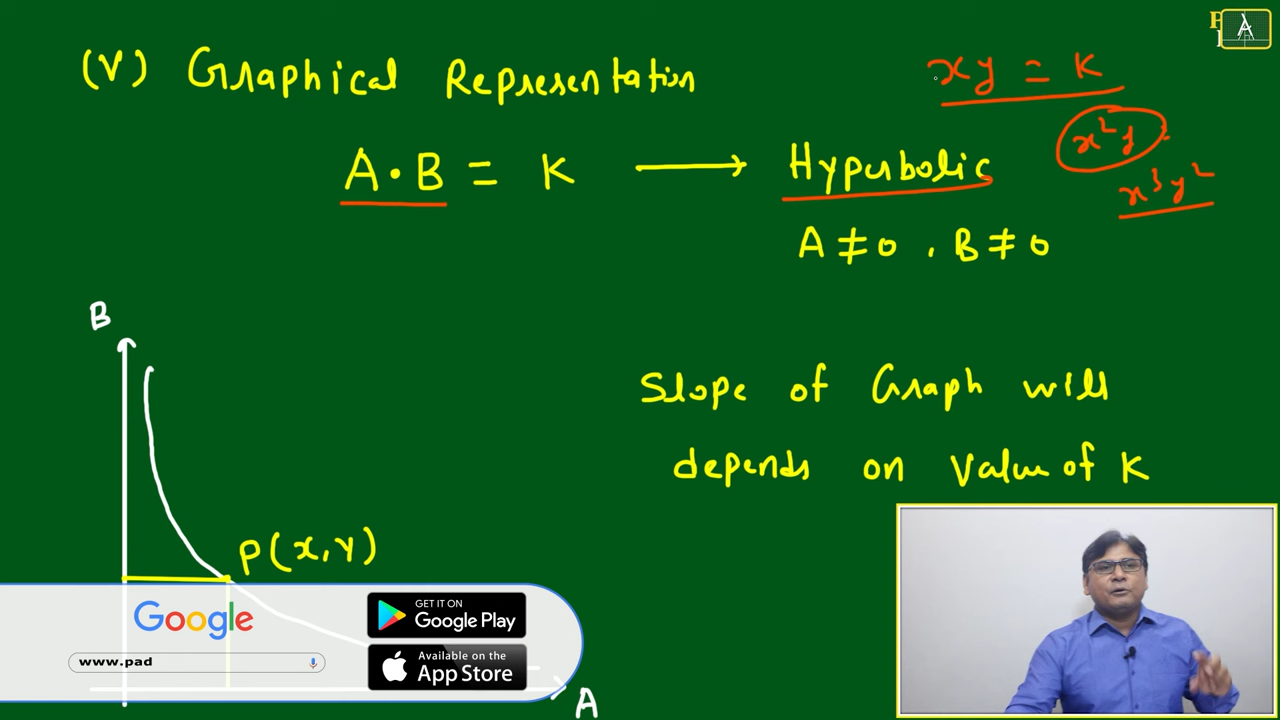 (V) Graphical Representation
xy = K
A · B = K → Hyperbolic
x²y
x³y²
A ≠ 0 , B ≠ 0
B
Slope of Graph will
depends on Value of K
P(x,y)
Google
www.pad
GET IT ON
Google Play
Available on the
App Store
A